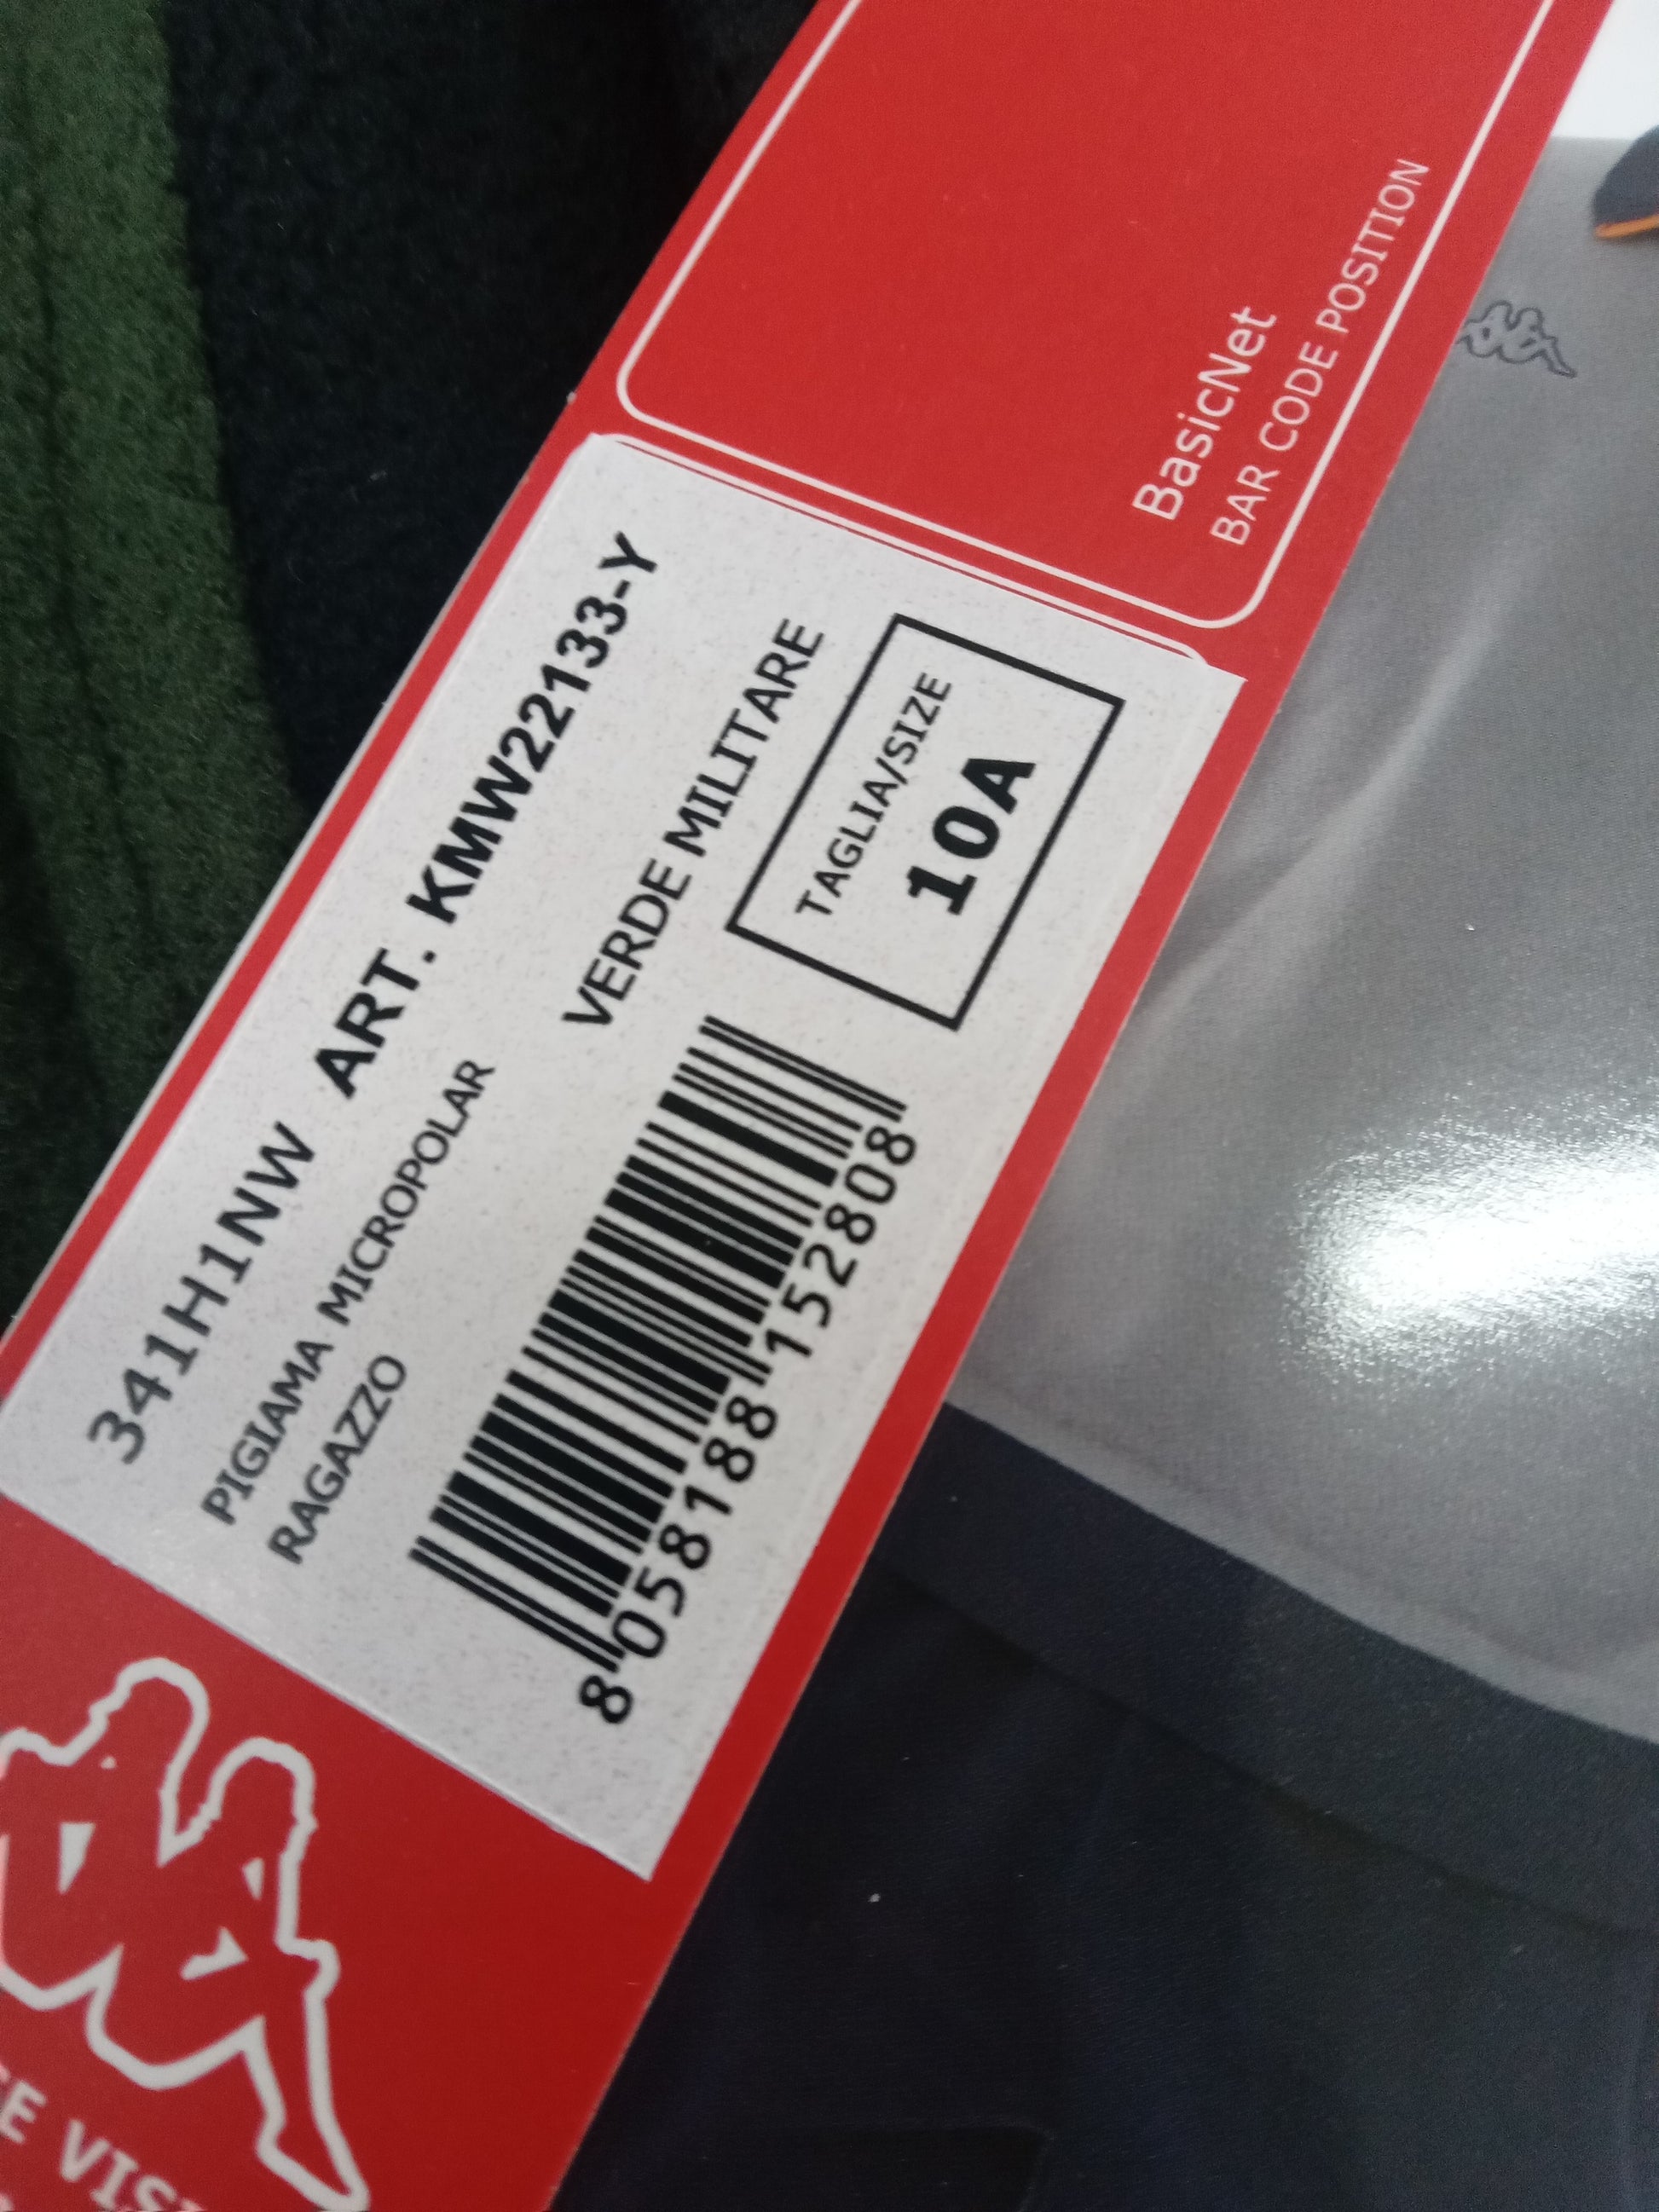 BasicNet
BAR CODE POSITION
341H1NW ART. KMW22133-Y
PIGIAMA MICROPOLAR
RAGAZZO
VERDE MILITARE
TAGLIA/SIZE
10A
8 058188 152808